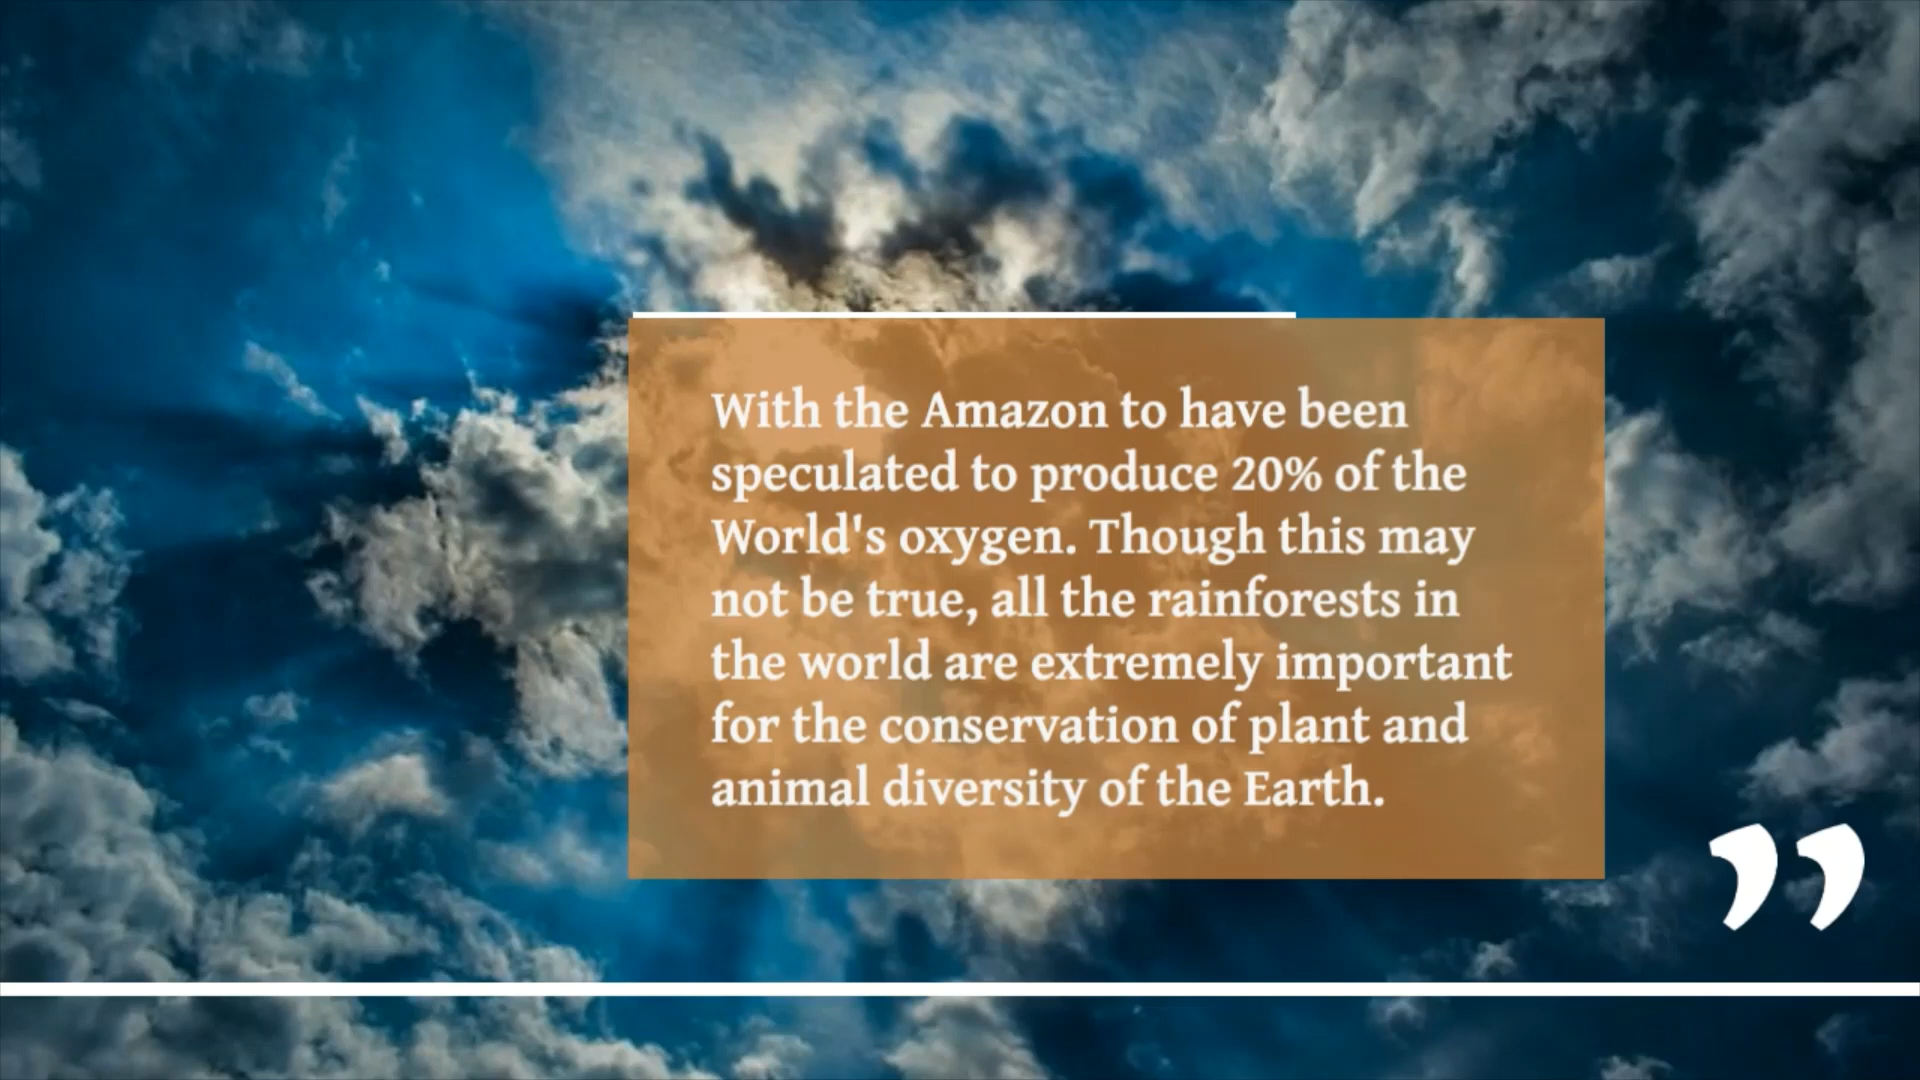 With the Amazon to have been
speculated to produce 20% of the
World's oxygen. Though this may
not be true, all the rainforests in
the world are extremely important
for the conservation of plant and
animal diversity of the Earth.
”